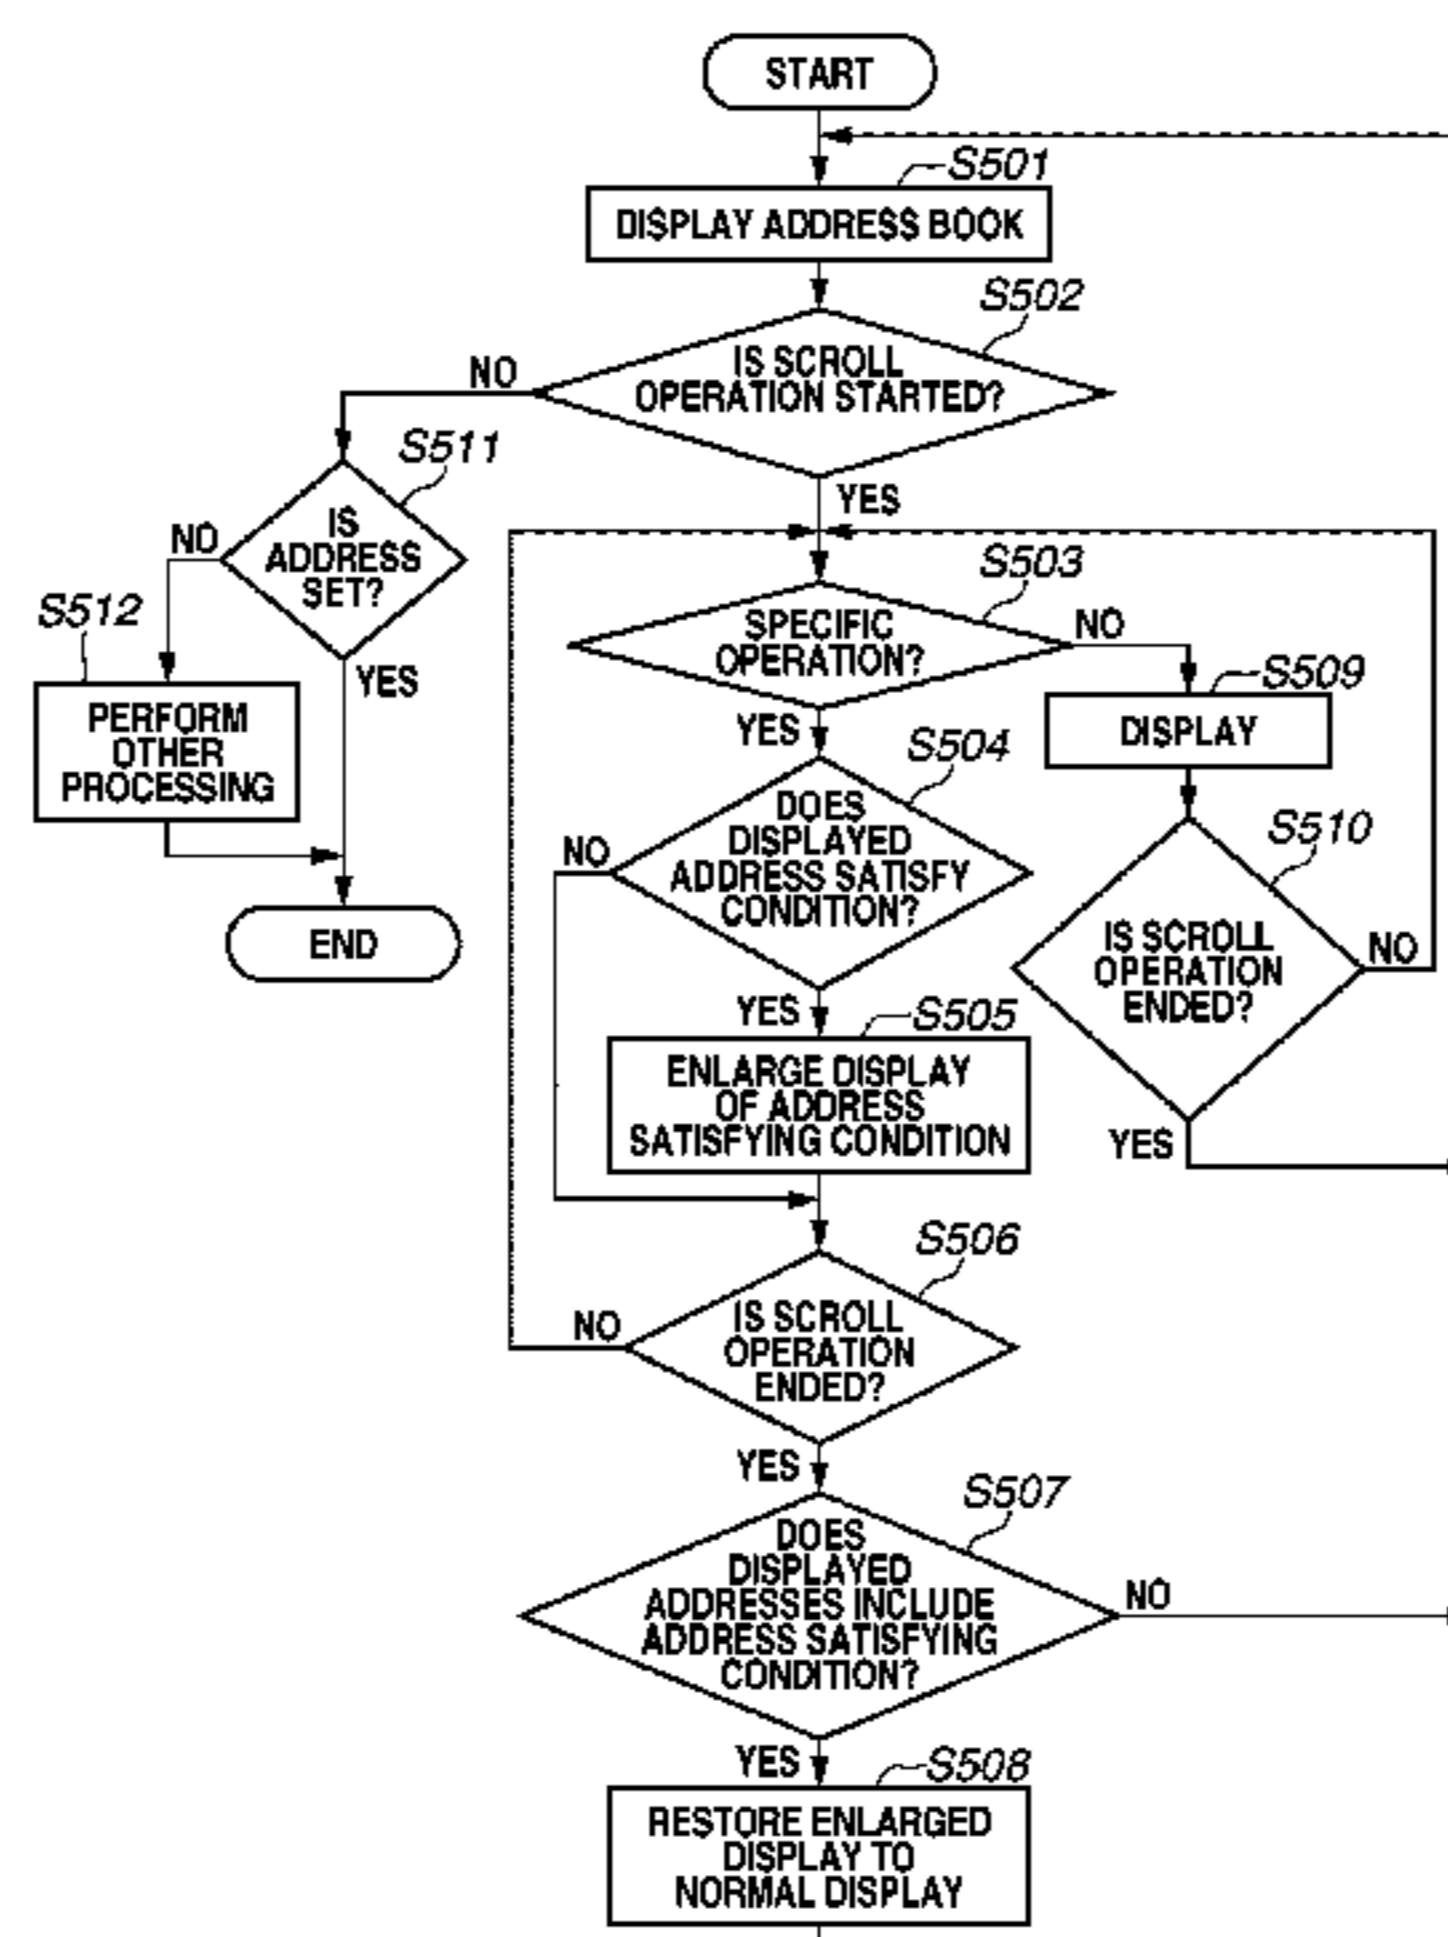 START
S501
DISPLAY ADDRESS BOOK
S502
IS SCROLL
OPERATION STARTED?
NO
YES
S511
IS
ADDRESS
SET?
NO
YES
S512
PERFORM
OTHER
PROCESSING
END
S503
SPECIFIC
OPERATION?
NO
YES
S509
DISPLAY
S504
DOES
DISPLAYED
ADDRESS SATISFY
CONDITION?
NO
YES
S510
IS SCROLL
OPERATION
ENDED?
NO
YES
S505
ENLARGE DISPLAY
OF ADDRESS
SATISFYING CONDITION
S506
IS SCROLL
OPERATION
ENDED?
NO
YES
S507
DOES
DISPLAYED
ADDRESSES INCLUDE
ADDRESS SATISFYING
CONDITION?
NO
YES
S508
RESTORE ENLARGED
DISPLAY TO
NORMAL DISPLAY